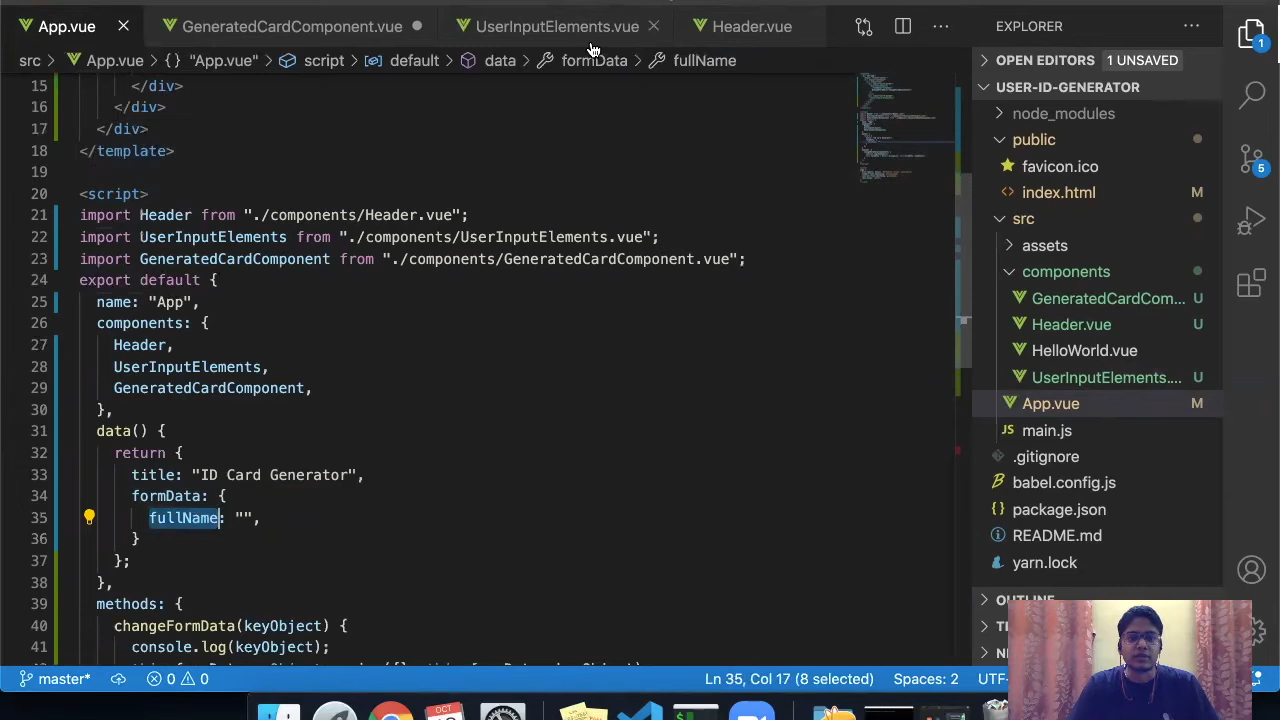 App.vue
GeneratedCardComponent.vue
UserInputElements.vue
Header.vue
EXPLORER
src > App.vue > {} "App.vue" > script > default > data > formData > fullName
OPEN EDITORS 1 UNSAVED
USER-ID-GENERATOR
node_modules
public
favicon.ico
index.html M
src
assets
components
GeneratedCardCom... U
Header.vue U
HelloWorld.vue
UserInputElements.... U
App.vue M
main.js
.gitignore
babel.config.js
package.json
README.md
yarn.lock
OUTLINE
1
5
15 </div>
16 </div>
17 </div>
18 </template>
19
20 <script>
21 import Header from "./components/Header.vue";
22 import UserInputElements from "./components/UserInputElements.vue";
23 import GeneratedCardComponent from "./components/GeneratedCardComponent.vue";
24 export default {
25 name: "App",
26 components: {
27 Header,
28 UserInputElements,
29 GeneratedCardComponent,
30 },
31 data() {
32 return {
33 title: "ID Card Generator",
34 formData: {
35 fullName: "",
36 }
37 };
38 },
39 methods: {
40 changeFormData(keyObject) {
41 console.log(keyObject);
master* 0 0 Ln 35, Col 17 (8 selected) Spaces: 2 UTF-
OCT